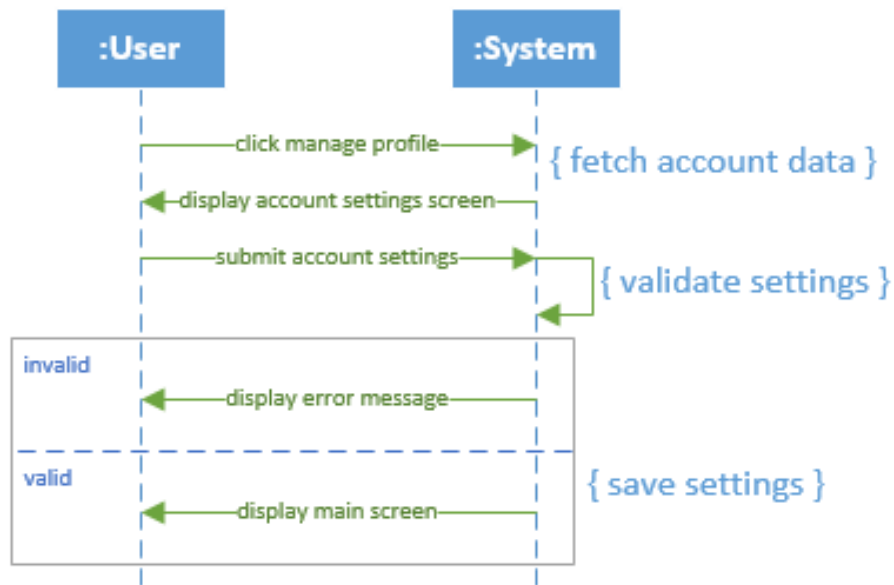 :User
:System
click manage profile
{ fetch account data }
display account settings screen
submit account settings
{ validate settings }
invalid
display error message
valid
{ save settings }
display main screen